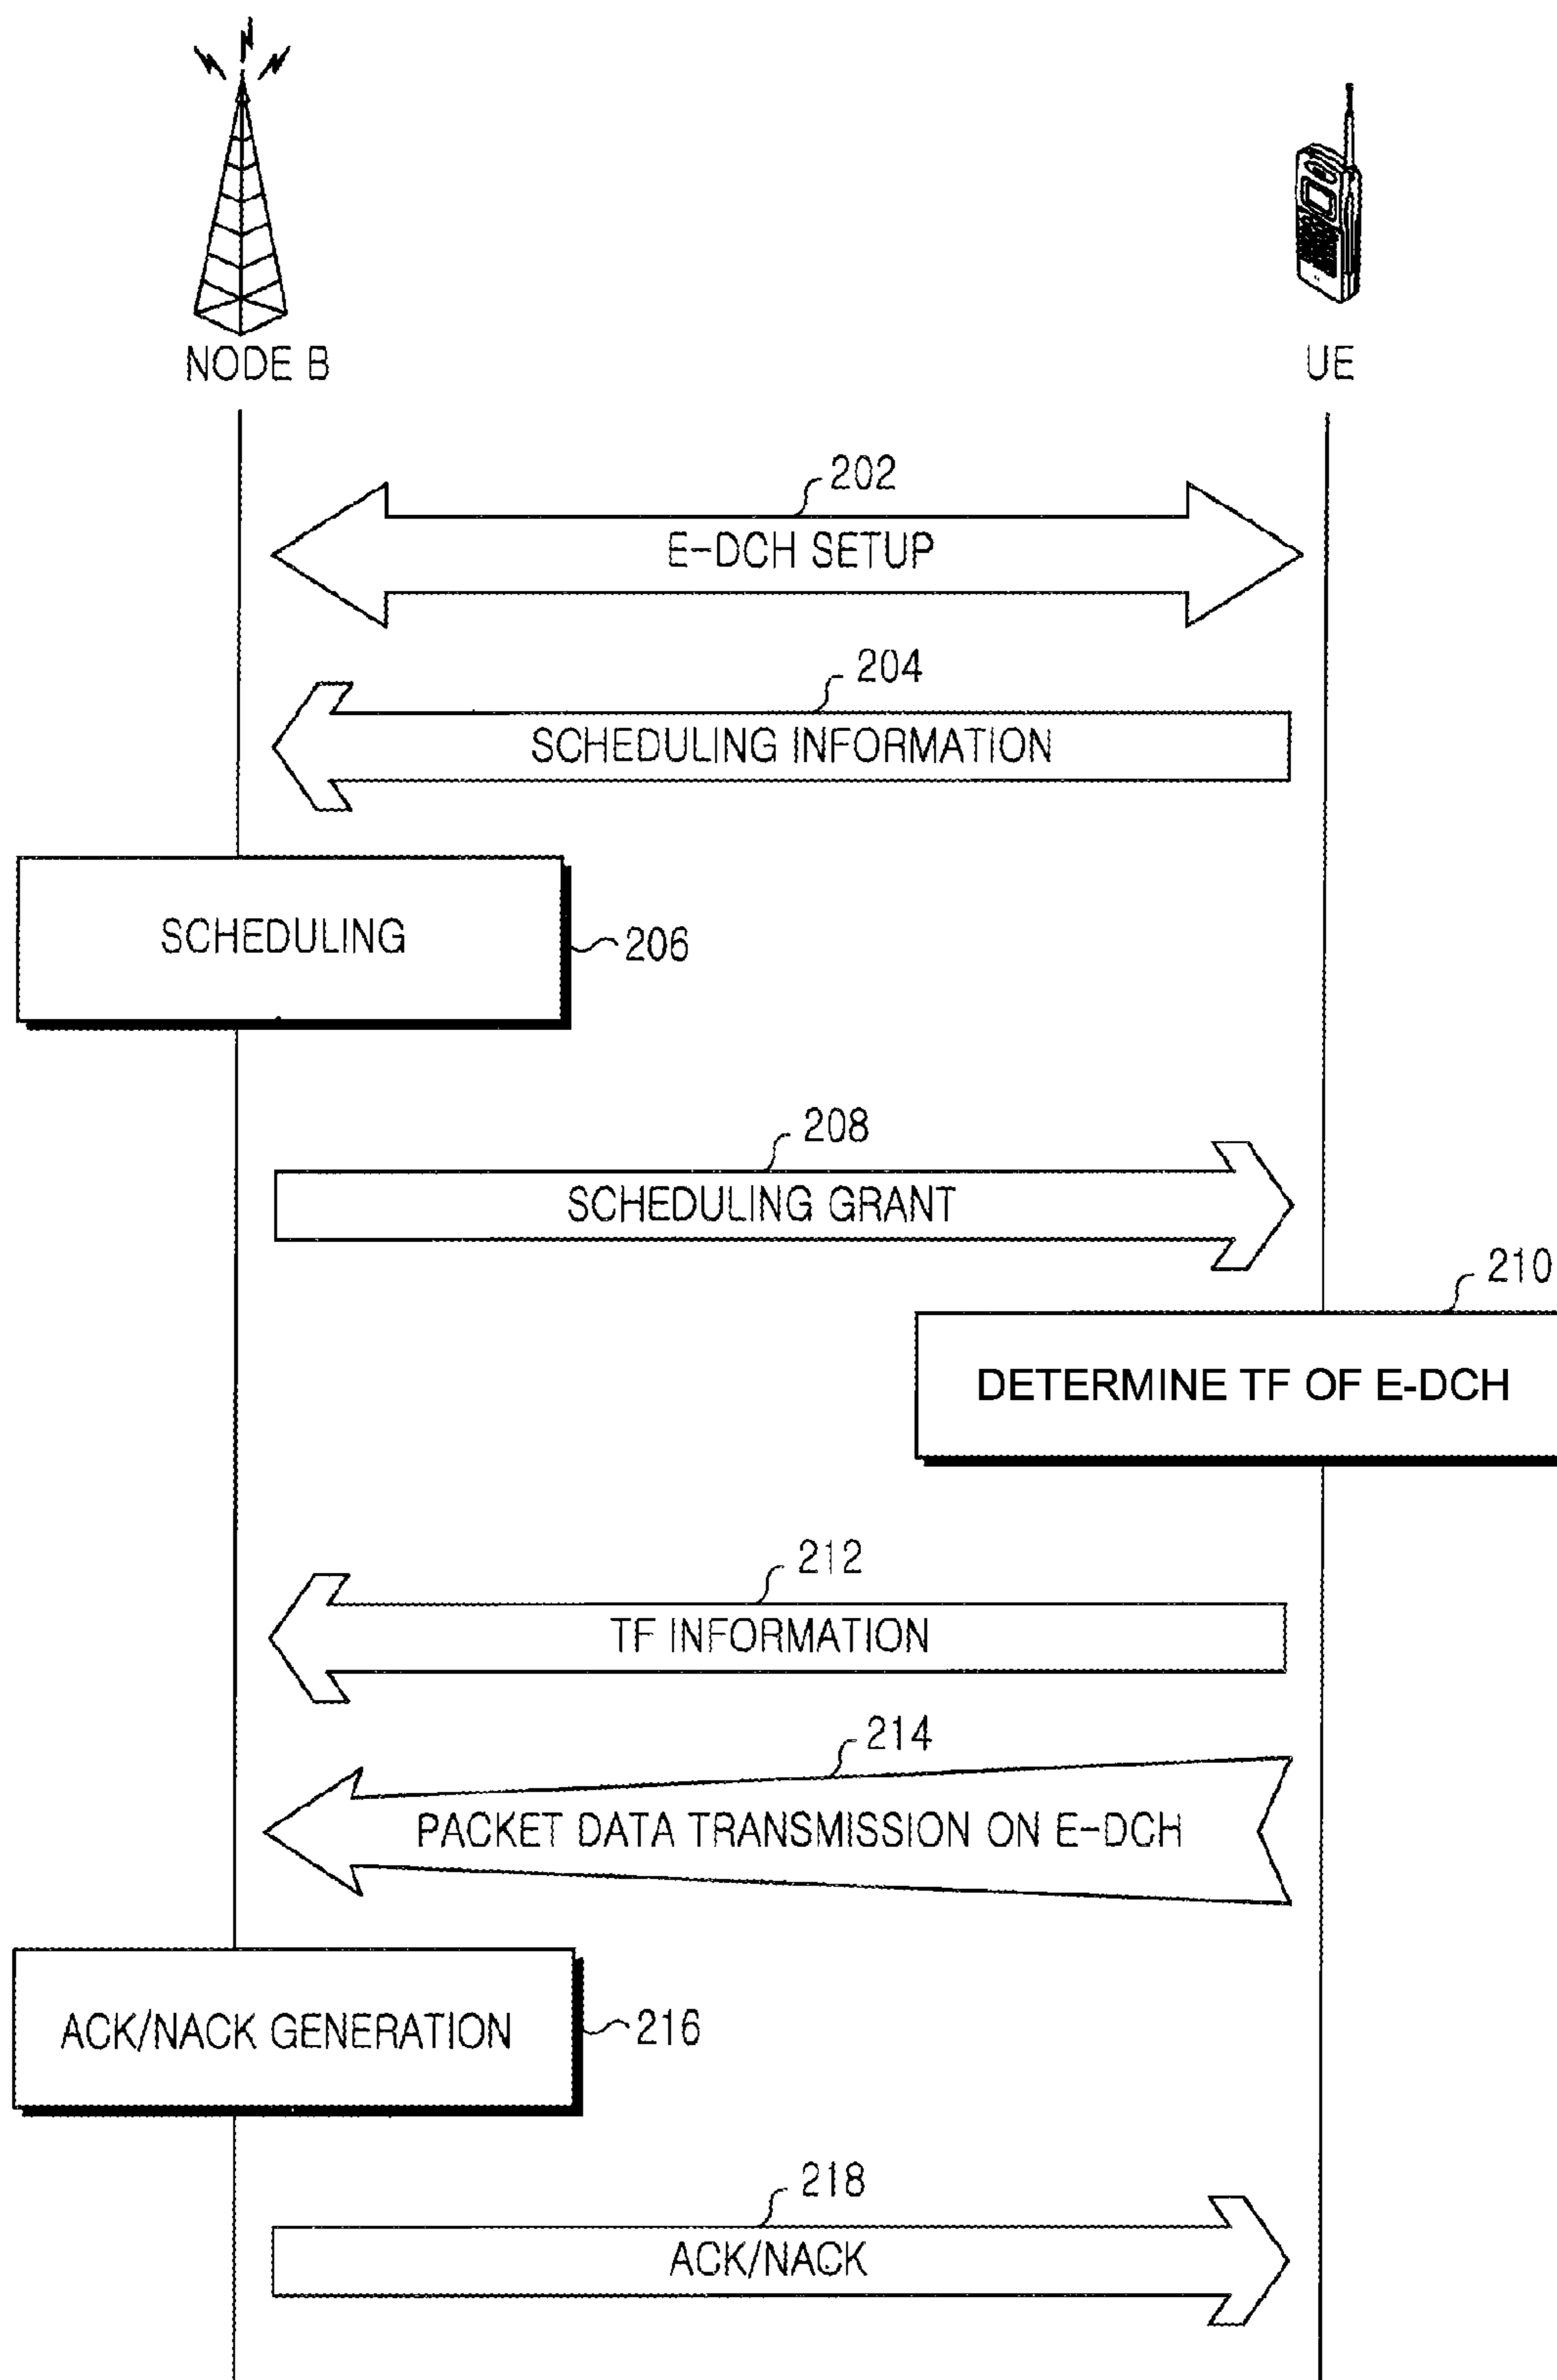 NODE B
UE
202
E-DCH SETUP
204
SCHEDULING INFORMATION
SCHEDULING
206
208
SCHEDULING GRANT
210
DETERMINE TF OF E-DCH
212
TF INFORMATION
214
PACKET DATA TRANSMISSION ON E-DCH
ACK/NACK GENERATION
216
218
ACK/NACK